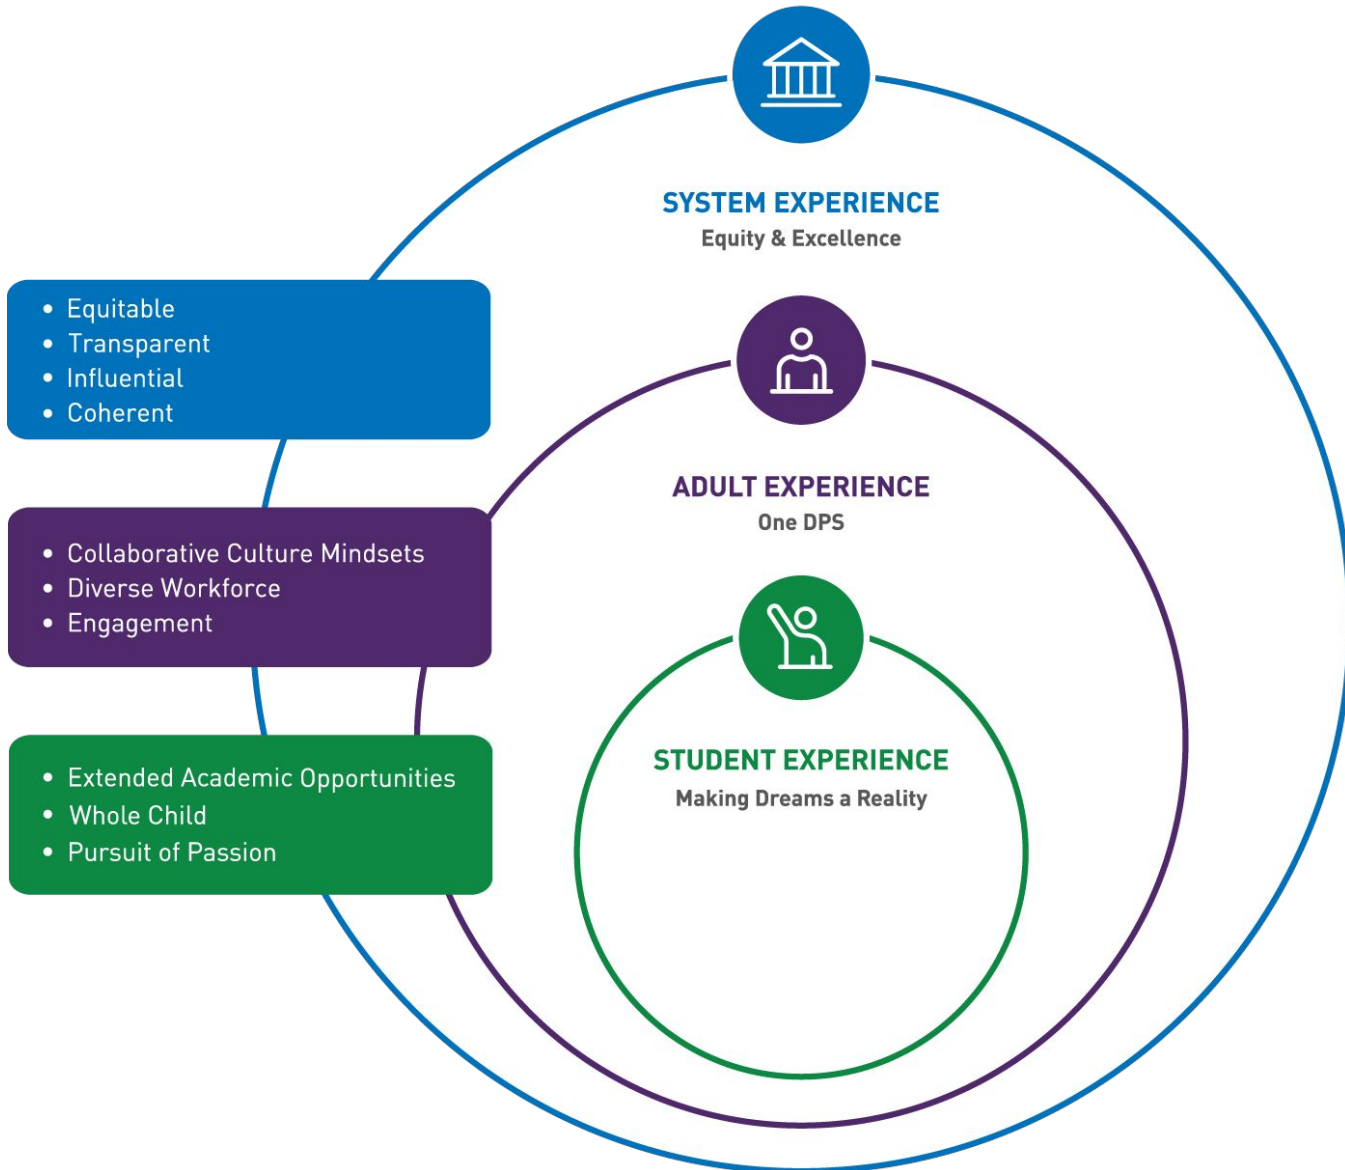 SYSTEM EXPERIENCE
Equity & Excellence
• Equitable
• Transparent
• Influential
• Coherent
ADULT EXPERIENCE
One DPS
• Collaborative Culture Mindsets
• Diverse Workforce
• Engagement
STUDENT EXPERIENCE
Making Dreams a Reality
• Extended Academic Opportunities
• Whole Child
• Pursuit of Passion